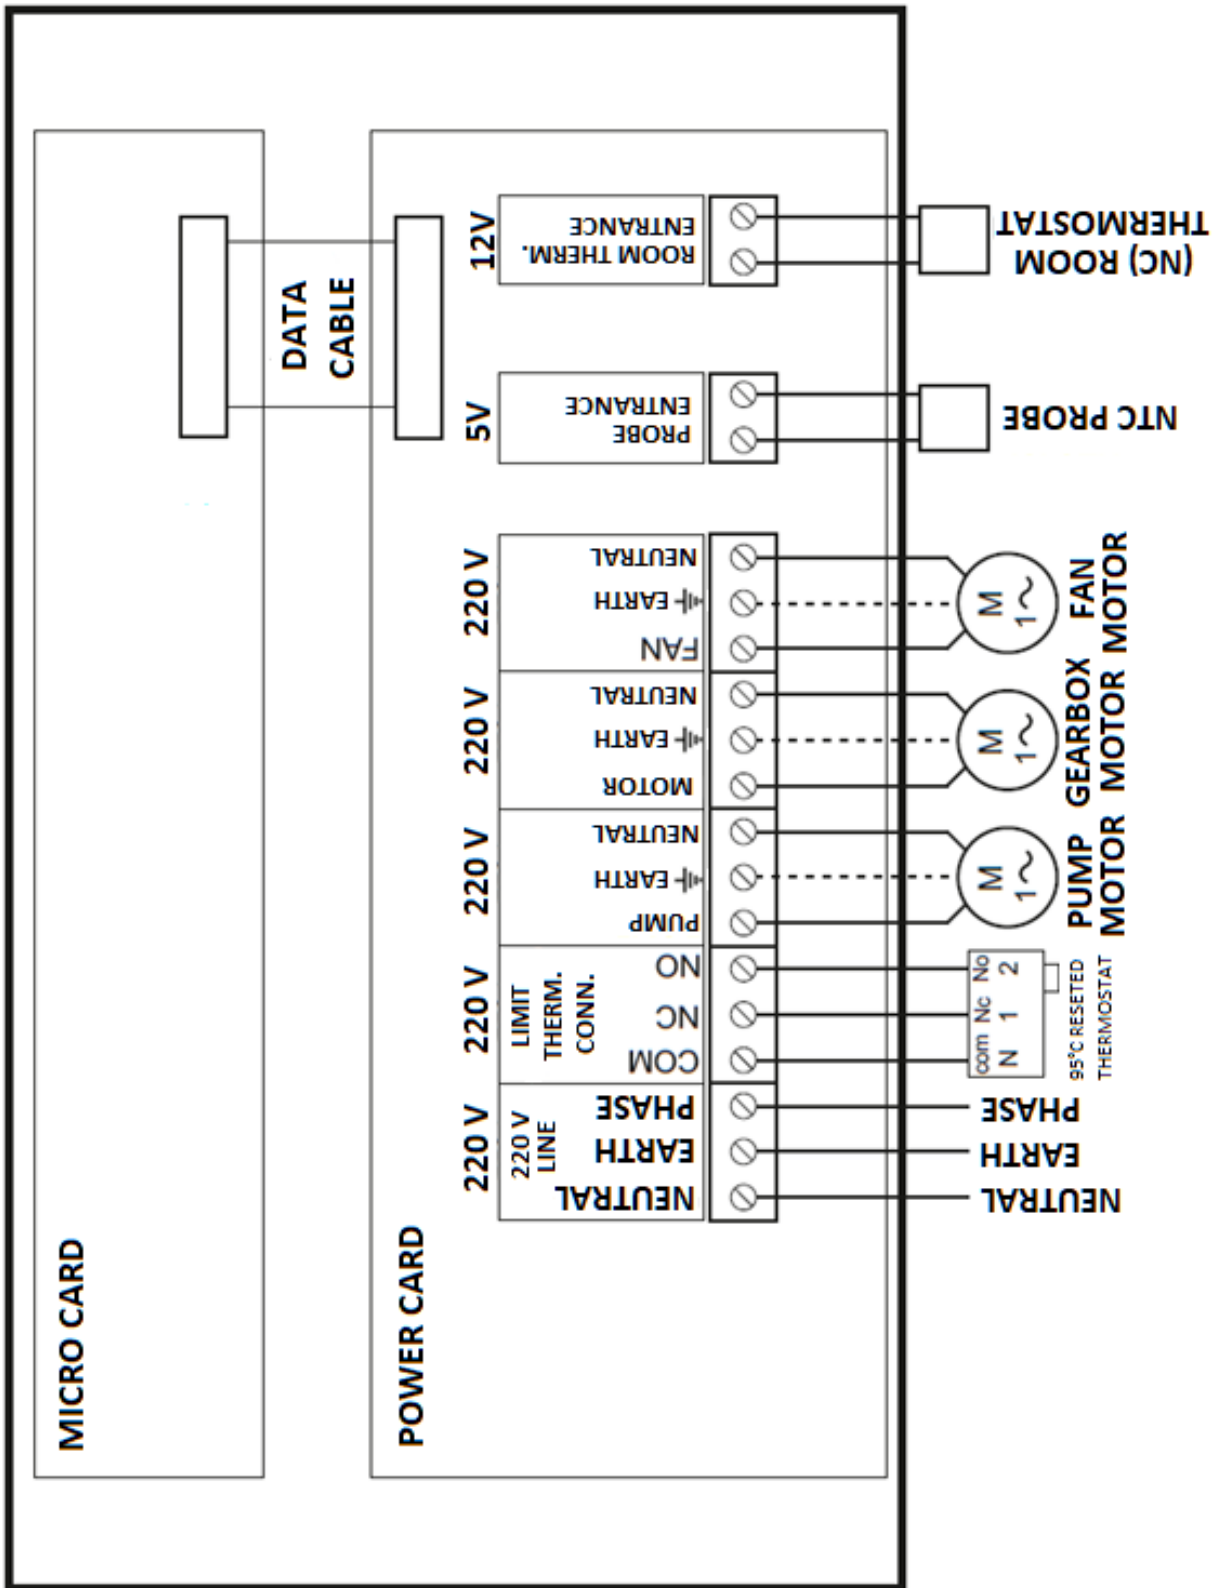 MICRO CARD
DATA
CABLE
POWER CARD
12V
ROOM THERM.
ENTRANCE
(NC) ROOM
THERMOSTAT
5V
PROBE
ENTRANCE
NTC PROBE
220 V
NEUTRAL
EARTH
FAN
M
1~
FAN
MOTOR
220 V
NEUTRAL
EARTH
MOTOR
M
1~
GEARBOX
MOTOR
220 V
NEUTRAL
EARTH
PUMP
M
1~
PUMP
MOTOR
220 V
LIMIT
THERM.
CONN.
NO
NC
COM
com Nc No
N 1 2
95°C RESETED
THERMOSTAT
220 V
220 V
LINE
PHASE
EARTH
NEUTRAL
PHASE
EARTH
NEUTRAL